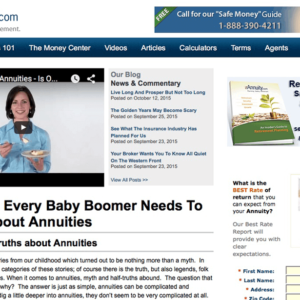 .com
ement.
FREE
Call for our "Safe Money" Guide
1-888-390-4211
101 The Money Center Videos Articles Calculators Terms Agents
Annuities - Is O...
Our Blog
News & Commentary
Live Long And Prosper But Not Too Long
Posted on October 12, 2015
The Golden Years May Become Scary
Posted on September 25, 2015
See What The Insurance Industry Has
Planned For Us
Posted on September 23, 2015
Your Broker Wants You To Know All Quiet
On The Western Front
Posted on September 23, 2015
View All Posts >>
Every Baby Boomer Needs To
bout Annuities
ruths about Annuities
ries from our childhood which turned out to be nothing more than a myth. In
categories of these stories; of course there is the truth, but also legends, folk
s. When it comes to annuities, myth and half-truths abound. The question that
why? The answer is just as simple, annuities can be complicated and
dig a little deeper into annuities, they don't seem to be very complicated at all.
What is the
BEST Rate of
return that you
can expect from
your Annuity?
Our Best Rate
Report will
provide you with
clear
expectations.
* First Name:
* Last Name:
* Address:
* Zip Code: